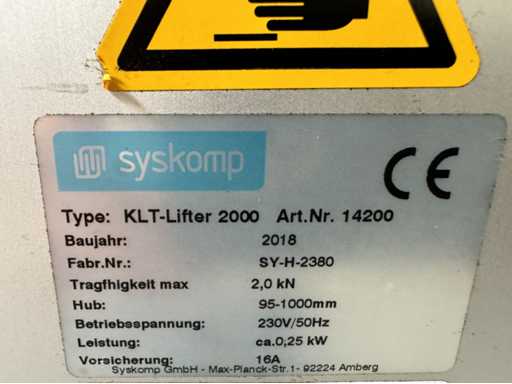 syskomp
CE
Type: KLT-Lifter 2000 Art.Nr. 14200
Baujahr: 2018
Fabr.Nr.: SY-H-2380
Tragfhigkeit max 2,0 kN
Hub: 95-1000mm
Betriebsspannung: 230V/50Hz
Leistung: ca.0,25 kW
Vorsicherung: 16A
Syskomp GmbH - Max-Planck-Str.1- 92224 Amberg